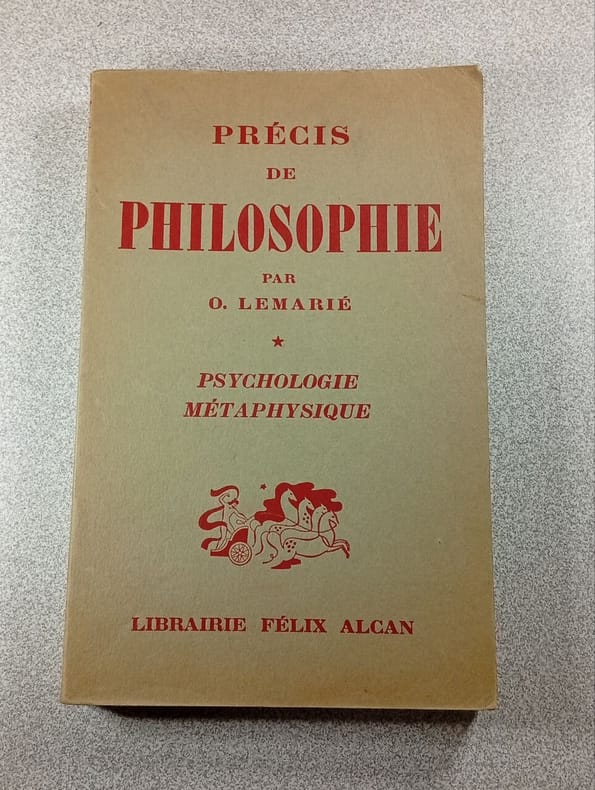 PRÉCIS
DE
PHILOSOPHIE
PAR
O. LEMARIÉ
★
PSYCHOLOGIE
MÉTAPHYSIQUE
LIBRAIRIE FÉLIX ALCAN